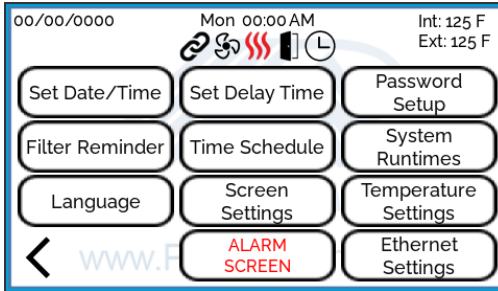 00/00/0000 Mon 00:00 AM Int: 125 F
Ext: 125 F
Set Date/Time Set Delay Time Password
Setup
Filter Reminder Time Schedule System
Runtimes
Language Screen
Settings Temperature
Settings
www.P ALARM
SCREEN Ethernet
Settings